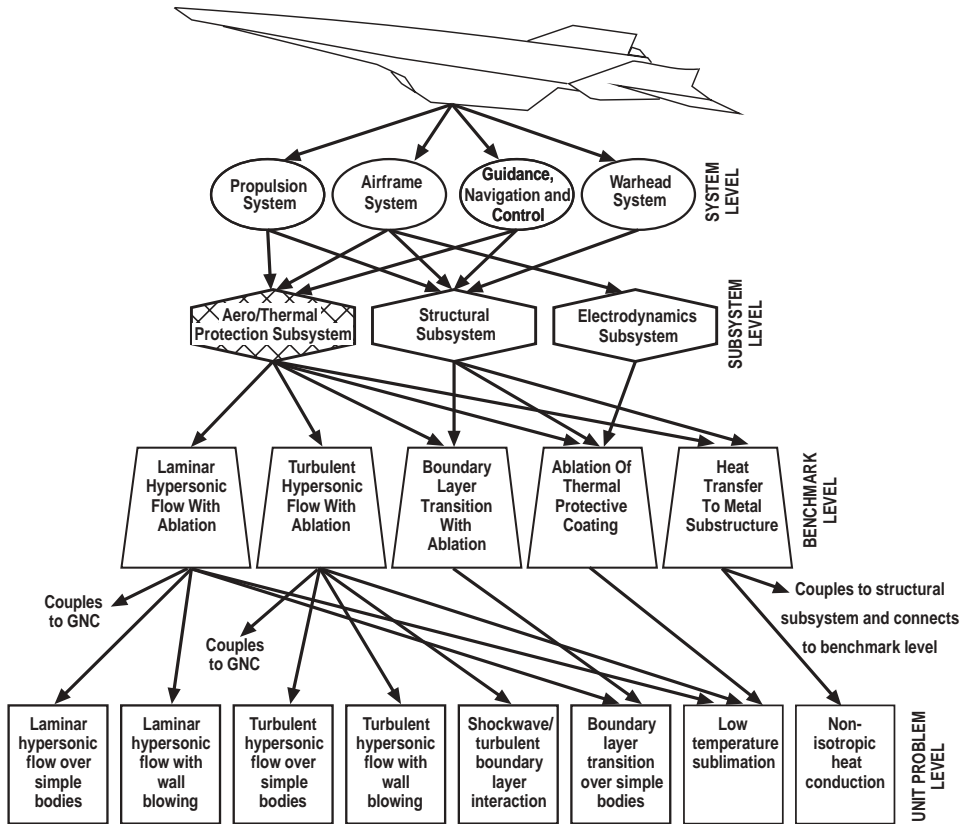 Propulsion
System
Airframe
System
Guidance,
Navigation and
Control
Warhead
System
SYSTEM
LEVEL
Aero/Thermal
Protection Subsystem
Structural
Subsystem
Electrodynamics
Subsystem
SUBSYSTEM
LEVEL
Laminar
Hypersonic
Flow With
Ablation
Turbulent
Hypersonic
Flow With
Ablation
Boundary
Layer
Transition
With
Ablation
Ablation Of
Thermal
Protective
Coating
Heat
Transfer
To Metal
Substructure
BENCHMARK
LEVEL
Couples
to GNC
Couples
to GNC
Couples to structural
subsystem and connects
to benchmark level
Laminar
hypersonic
flow over
simple
bodies
Laminar
hypersonic
flow with
wall
blowing
Turbulent
hypersonic
flow over
simple
bodies
Turbulent
hypersonic
flow with
wall
blowing
Shockwave/
turbulent
boundary
layer
interaction
Boundary
layer
transition
over simple
bodies
Low
temperature
sublimation
Non-
isotropic
heat
conduction
UNIT PROBLEM
LEVEL